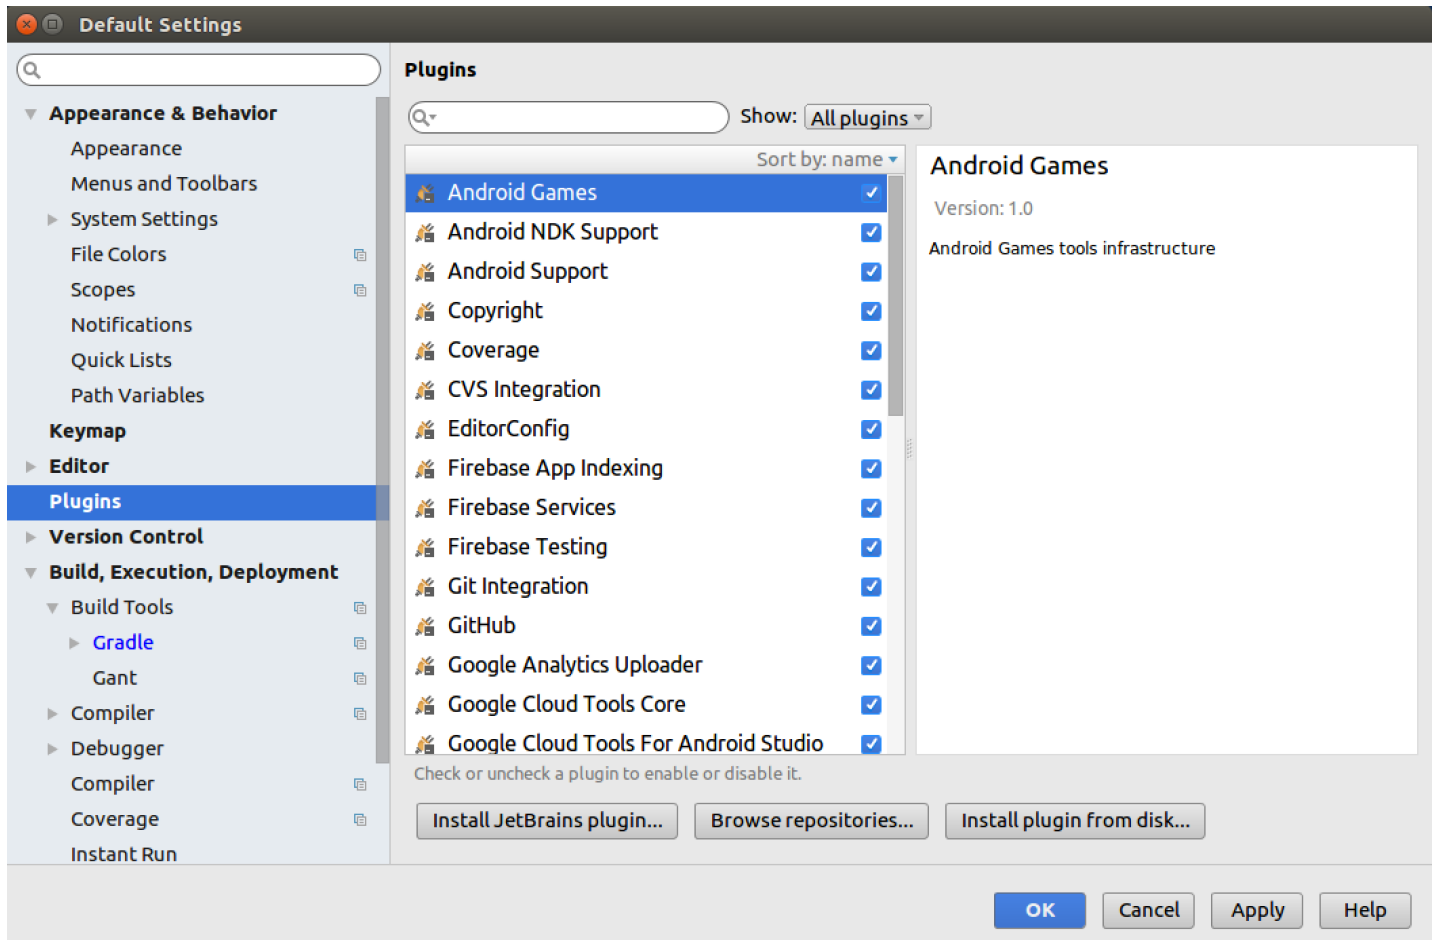 Default Settings
Appearance & Behavior
Appearance
Menus and Toolbars
System Settings
File Colors
Scopes
Notifications
Quick Lists
Path Variables
Keymap
Editor
Plugins
Version Control
Build, Execution, Deployment
Build Tools
Gradle
Gant
Compiler
Debugger
Compiler
Coverage
Instant Run
Plugins
Show: All plugins
Sort by: name
Android Games
Android NDK Support
Android Support
Copyright
Coverage
CVS Integration
EditorConfig
Firebase App Indexing
Firebase Services
Firebase Testing
Git Integration
GitHub
Google Analytics Uploader
Google Cloud Tools Core
Google Cloud Tools For Android Studio
Check or uncheck a plugin to enable or disable it.
Install JetBrains plugin... Browse repositories... Install plugin from disk...
Android Games
Version: 1.0
Android Games tools infrastructure
OK Cancel Apply Help